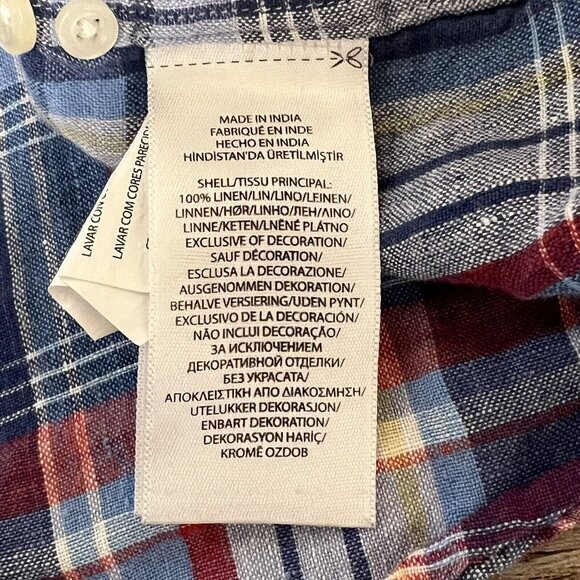 MADE IN INDIA
FABRIQUÉ EN INDE
HECHO EN INDIA
HİNDİSTAN'DA ÜRETİLMİŞTİR
SHELL/TISSU PRINCIPAL:
100% LINEN/LIN/LINO/LEINEN/
LINNEN/HØR/LINHO/ЛЕН/ΛΙΝΟ/
LINNE/KETEN/LNĚNÉ PLÁTNO
EXCLUSIVE OF DECORATION/
SAUF DÉCORATION/
ESCLUSA LA DECORAZIONE/
AUSGENOMMEN DEKORATION/
BEHALVE VERSIERING/UDEN PYNT/
EXCLUSIVO DE LA DECORACIÓN/
NÃO INCLUI DECORAÇÃO/
ЗА ИСКЛЮЧЕНИЕМ
ДЕКОРАТИВНОЙ ОТДЕЛКИ/
БЕЗ УКРАСАТА/
ΑΠΟΚΛΕΙΣΤΙΚΗ ΑΠΟ ΔΙΑΚΟΣΜΗΣΗ/
UTELUKKER DEKORASJON/
ENBART DEKORATION/
DEKORASYON HARİÇ/
KROMĚ OZDOB
LAVAR CON
LAVAR COM CORES